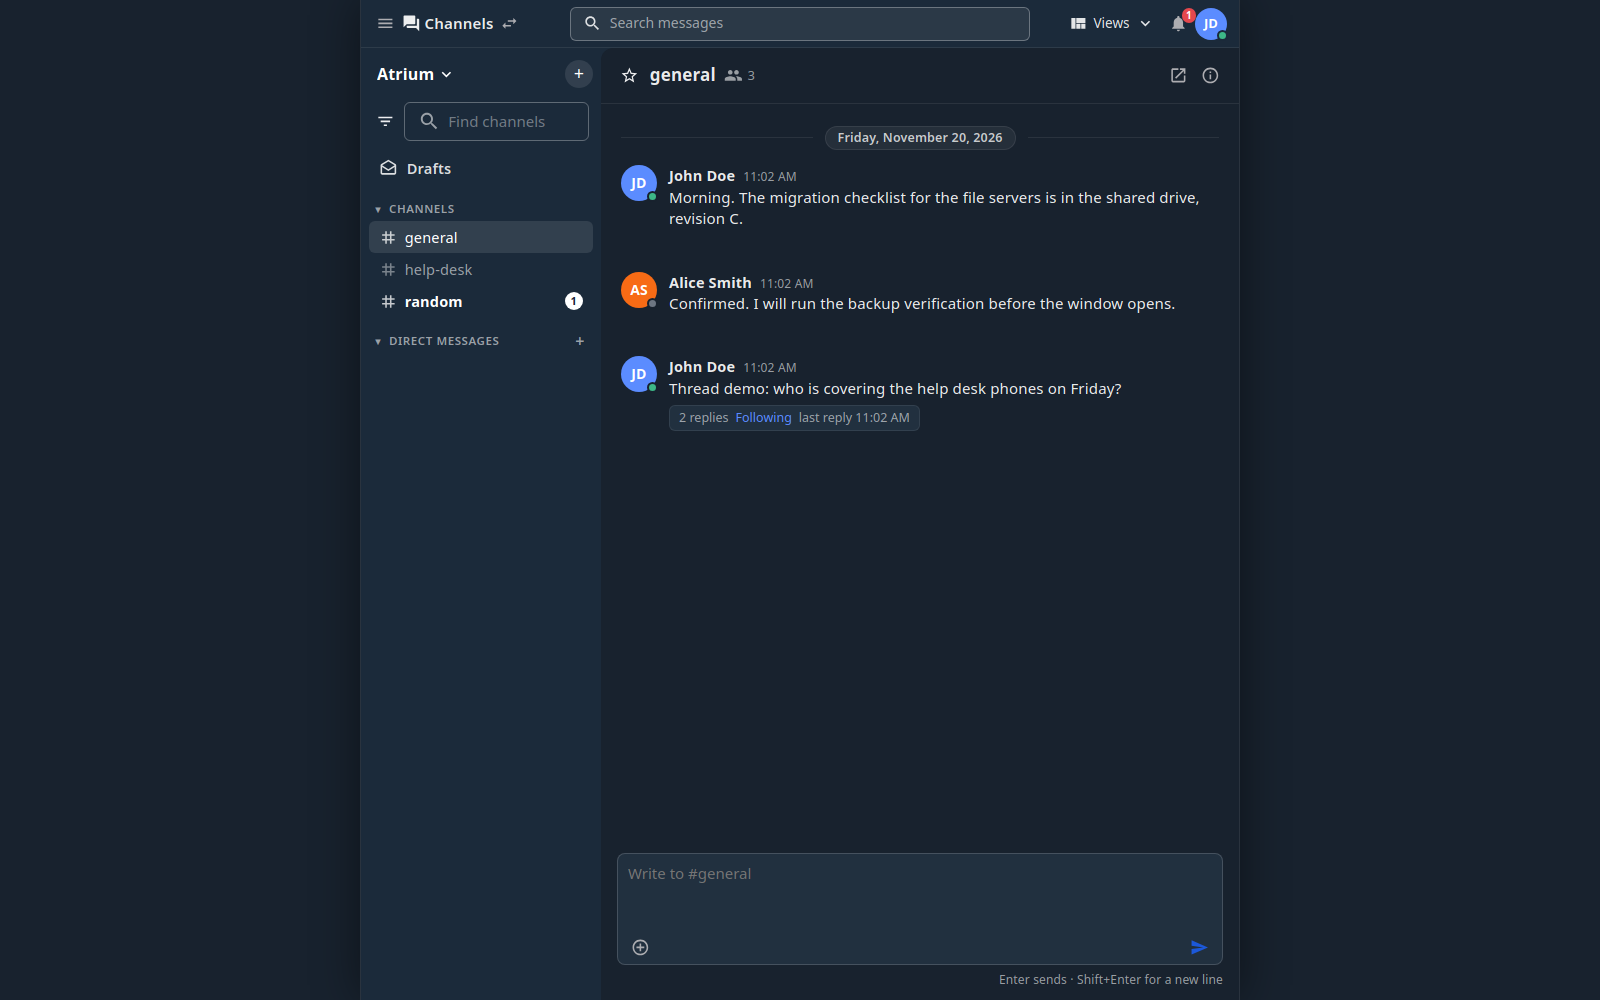 Channels
Search messages
Views
1
JD
Atrium
+
general
3
Find channels
Friday, November 20, 2026
Drafts
JD
John Doe 11:02 AM
Morning. The migration checklist for the file servers is in the shared drive,
revision C.
CHANNELS
general
help-desk
random 1
AS
Alice Smith 11:02 AM
Confirmed. I will run the backup verification before the window opens.
DIRECT MESSAGES +
JD
John Doe 11:02 AM
Thread demo: who is covering the help desk phones on Friday?
2 replies Following last reply 11:02 AM
Write to #general
Enter sends · Shift+Enter for a new line